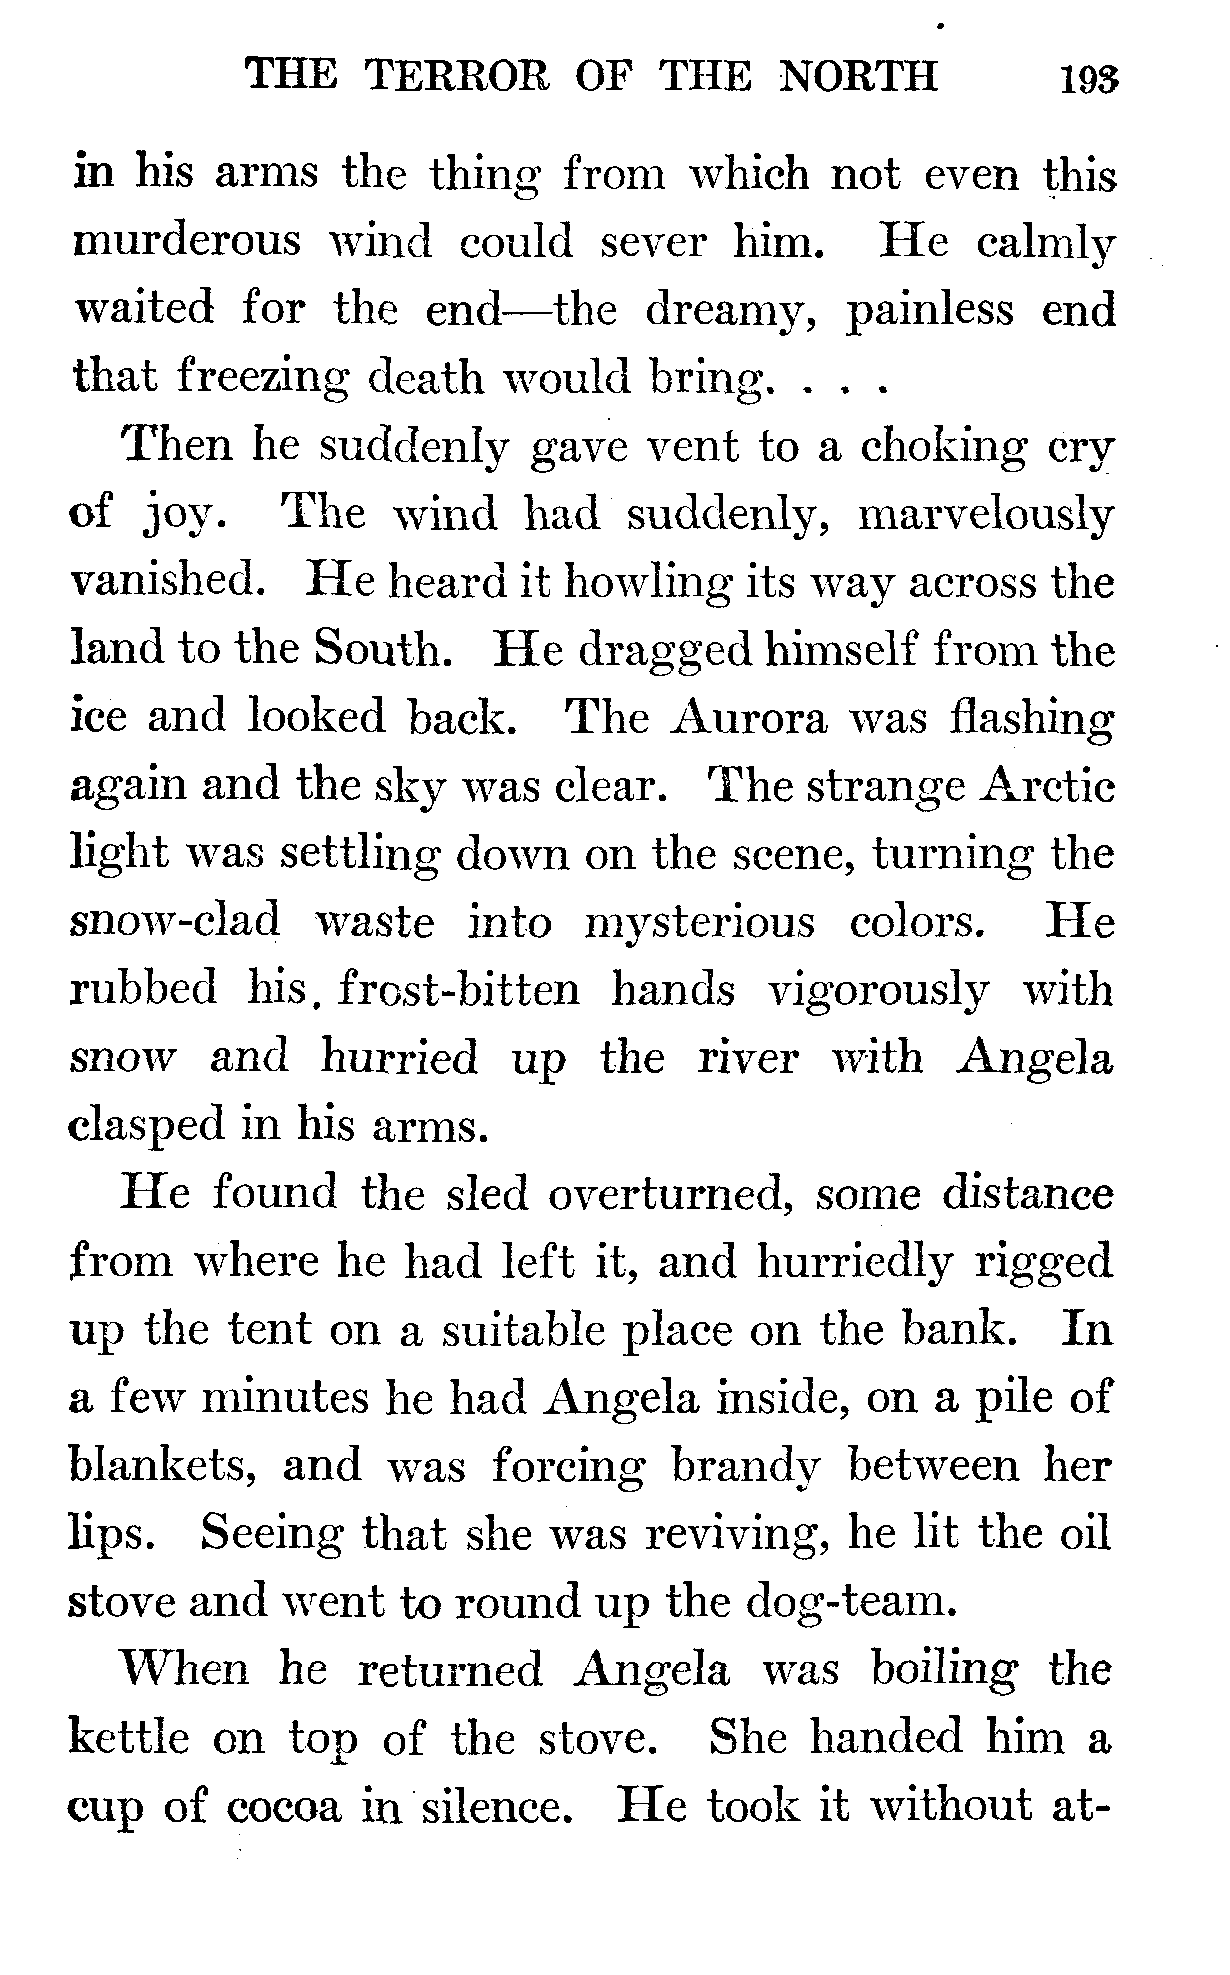 THE TERROR OF THE NORTH 193
in his arms the thing from which not even this
murderous wind could sever him. He calmly
waited for the end—the dreamy, painless end
that freezing death would bring. . . .
Then he suddenly gave vent to a choking cry
of joy. The wind had suddenly, marvelously
vanished. He heard it howling its way across the
land to the South. He dragged himself from the
ice and looked back. The Aurora was flashing
again and the sky was clear. The strange Arctic
light was settling down on the scene, turning the
snow-clad waste into mysterious colors. He
rubbed his frost-bitten hands vigorously with
snow and hurried up the river with Angela
clasped in his arms.
He found the sled overturned, some distance
from where he had left it, and hurriedly rigged
up the tent on a suitable place on the bank. In
a few minutes he had Angela inside, on a pile of
blankets, and was forcing brandy between her
lips. Seeing that she was reviving, he lit the oil
stove and went to round up the dog-team.
When he returned Angela was boiling the
kettle on top of the stove. She handed him a
cup of cocoa in silence. He took it without at-